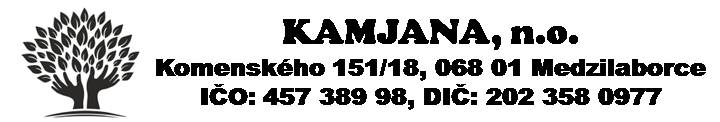 KAMJANA, n.o.
Komenského 151/18, 068 01 Medzilaborce
IČO: 457 389 98, DIČ: 202 358 0977